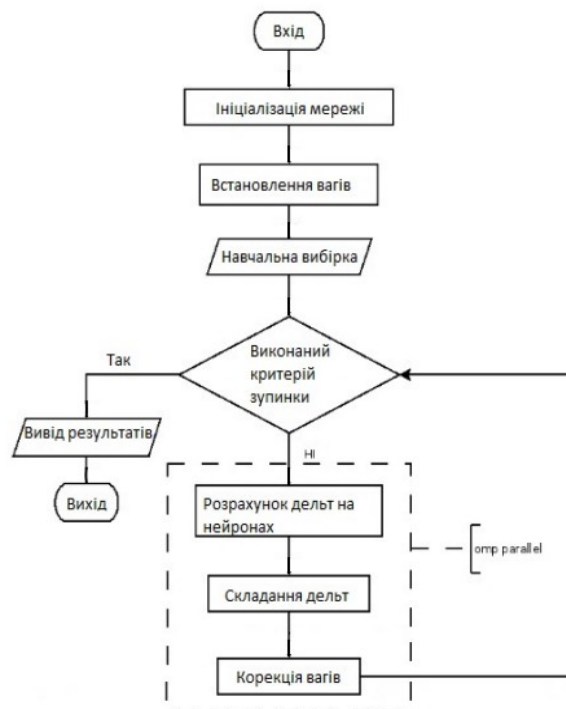 Вхід
Ініціалізація мережі
Встановлення вагів
Навчальна вибірка
Виконаний
критерій
зупинки
Так
Вивід результатів
Вихід
НІ
Розрахунок дельт на
нейронах
omp parallel
Складання дельт
Корекція вагів